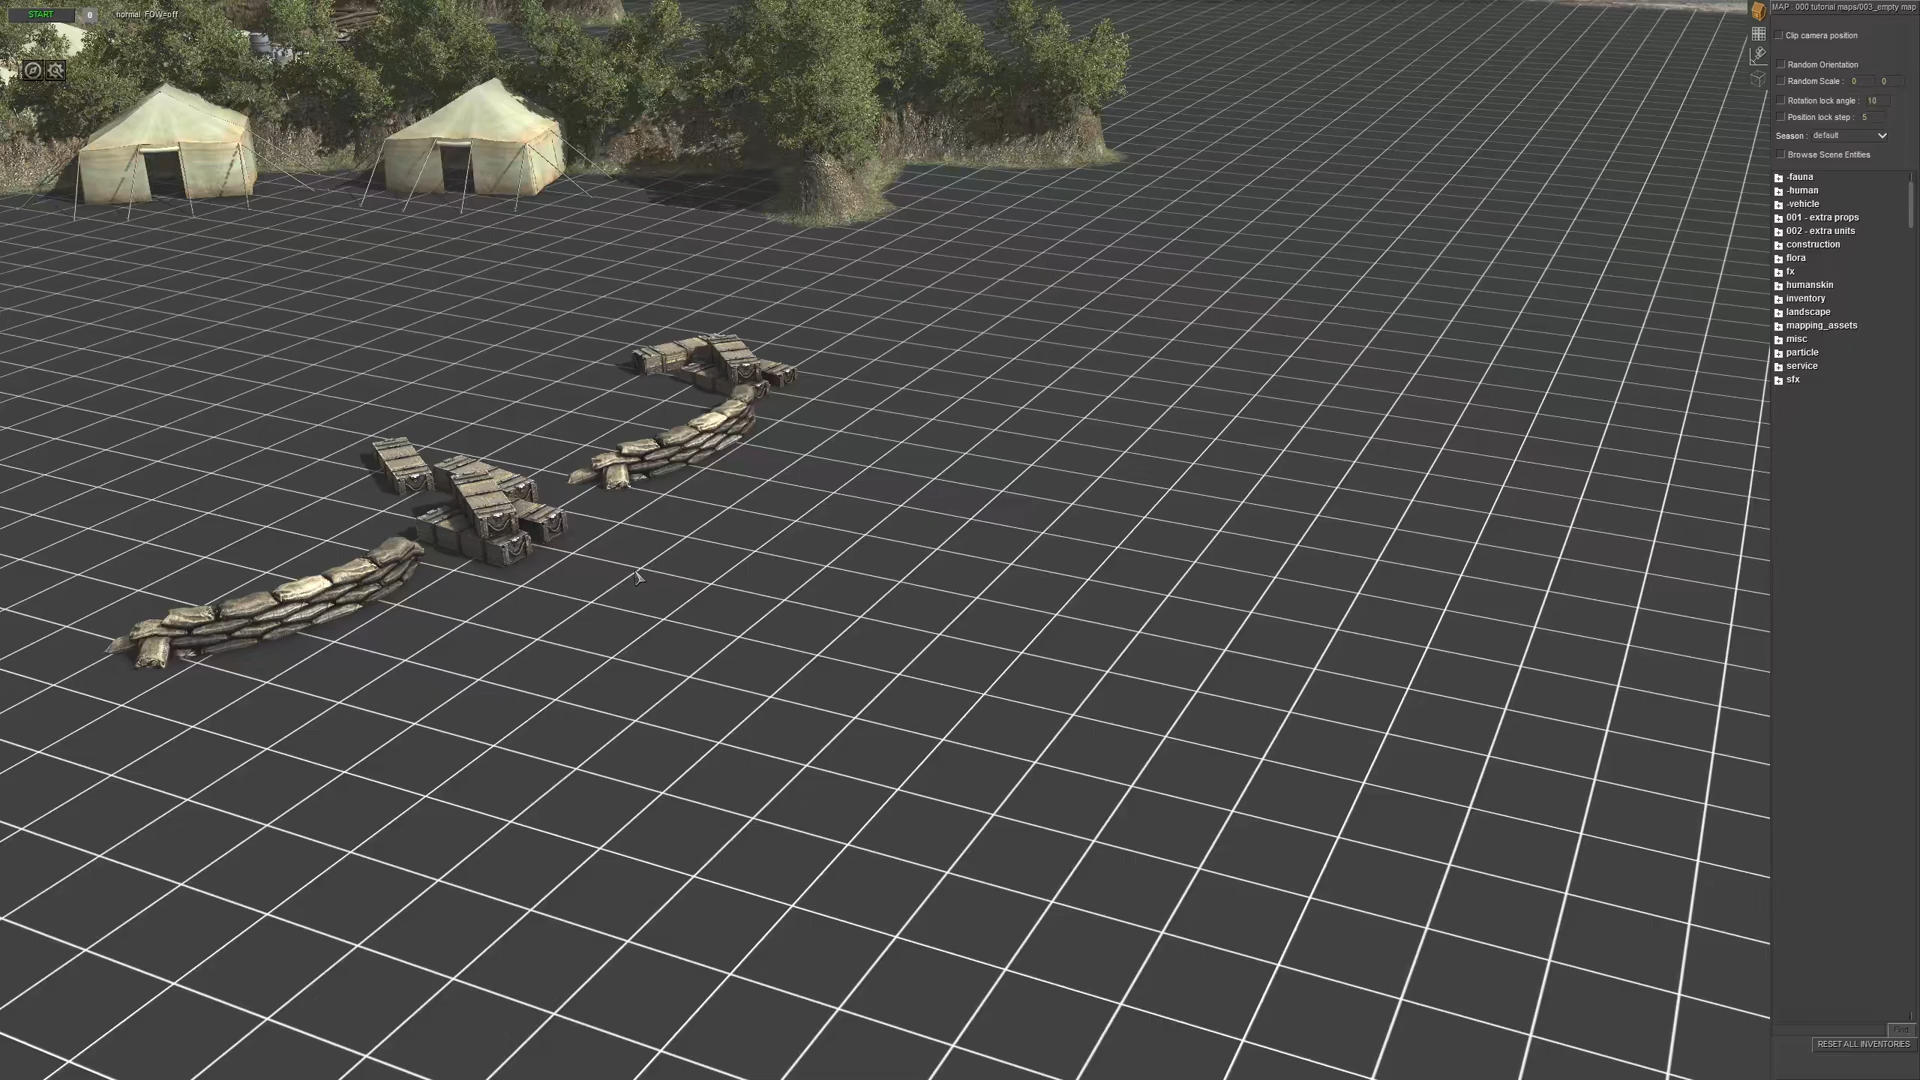 START 0 normal FOW=off
MAP : 000 tutorial maps/003_empty map
Clip camera position
Random Orientation
Random Scale : 0 0
Rotation lock angle : 10
Position lock step : 5
Season : default
Browse Scene Entities
-fauna
-human
-vehicle
001 - extra props
002 - extra units
construction
flora
fx
humanskin
inventory
landscape
mapping_assets
misc
particle
service
sfx
Find
RESET ALL INVENTORIES